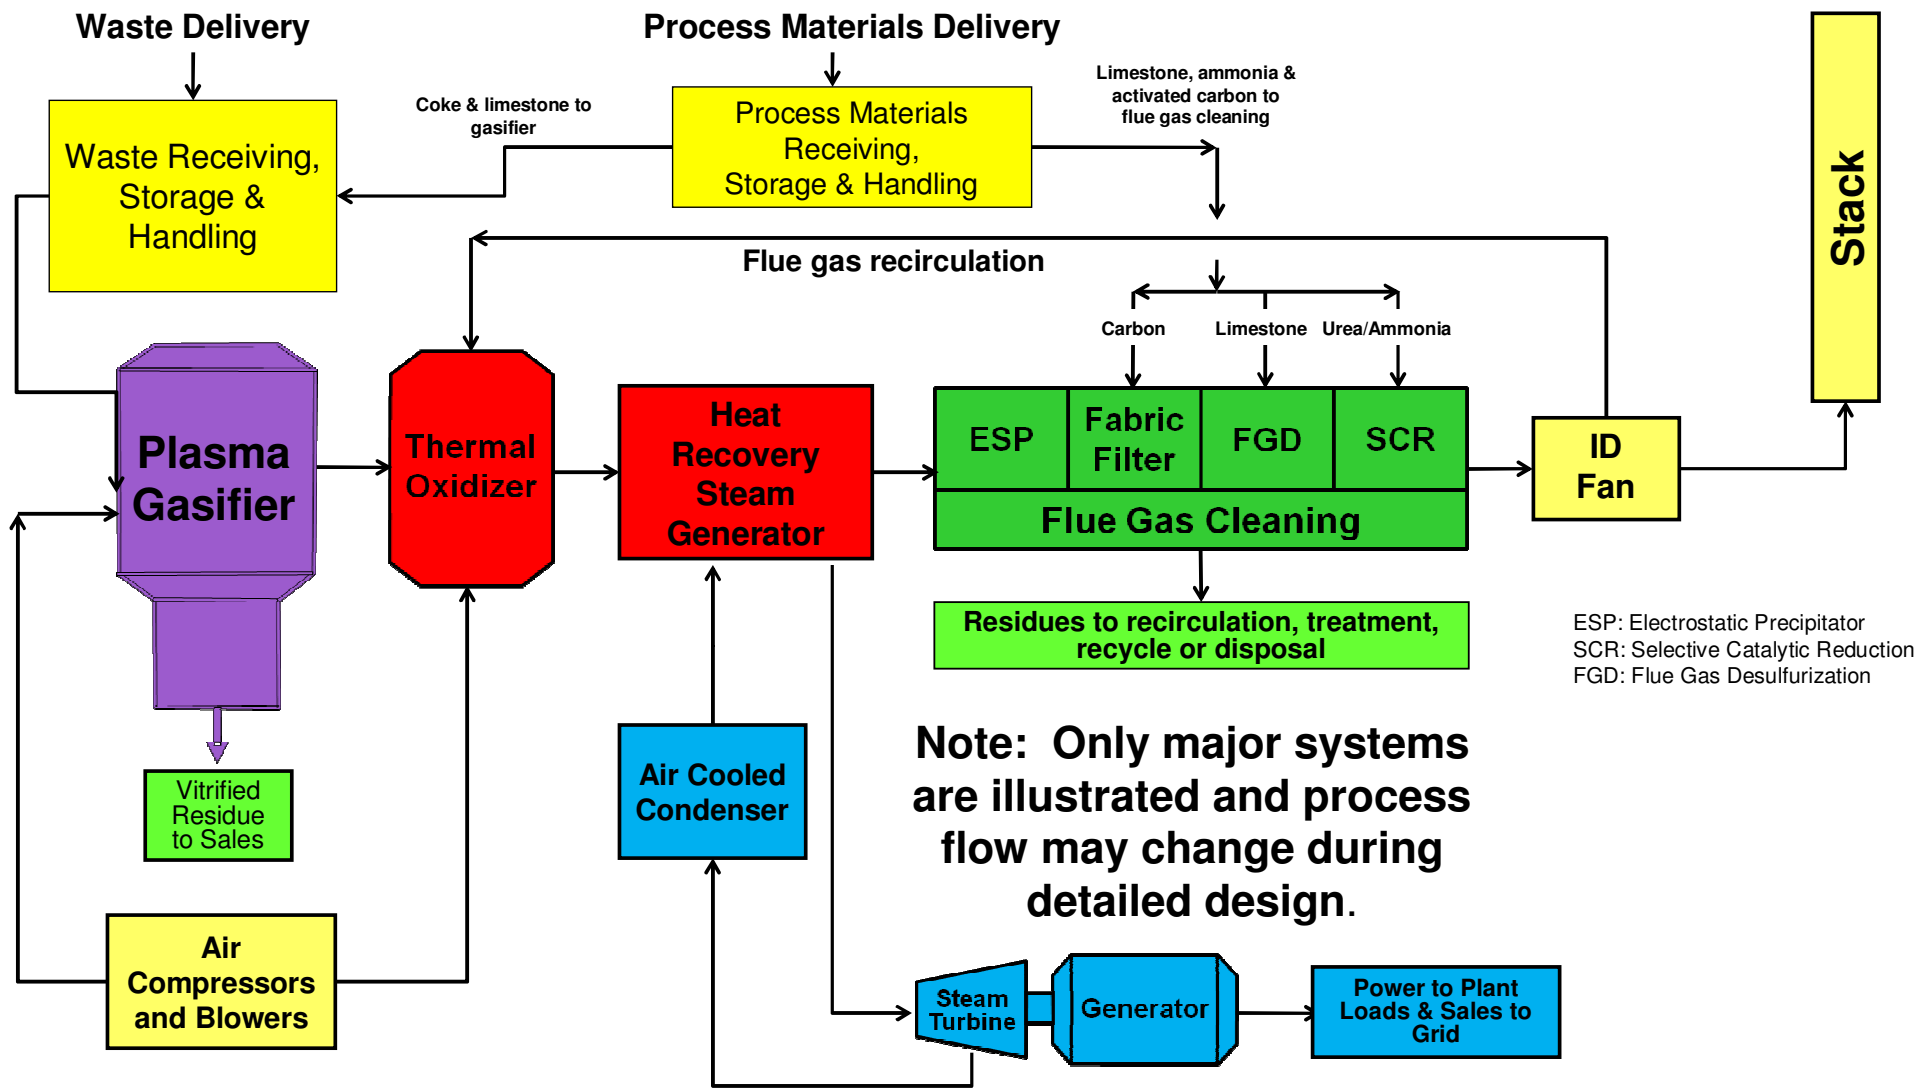 Waste Delivery
Process Materials Delivery
Limestone, ammonia &
activated carbon to
flue gas cleaning
Coke & limestone to
gasifier
Process Materials
Receiving,
Storage & Handling
Waste Receiving,
Storage &
Handling
Stack
Flue gas recirculation
Carbon
Limestone
Urea/Ammonia
Plasma
Gasifier
Thermal
Oxidizer
Heat
Recovery
Steam
Generator
ESP
Fabric
Filter
FGD
SCR
Flue Gas Cleaning
ID
Fan
Residues to recirculation, treatment,
recycle or disposal
ESP: Electrostatic Precipitator
SCR: Selective Catalytic Reduction
FGD: Flue Gas Desulfurization
Vitrified
Residue
to Sales
Air Cooled
Condenser
Note: Only major systems
are illustrated and process
flow may change during
detailed design.
Air
Compressors
and Blowers
Steam
Turbine
Generator
Power to Plant
Loads & Sales to
Grid